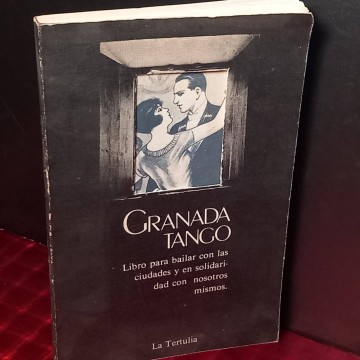 GRANADA
TANGO
Libro para bailar con las
ciudades y en solidari-
dad con nosotros
mismos.
La Tertulia